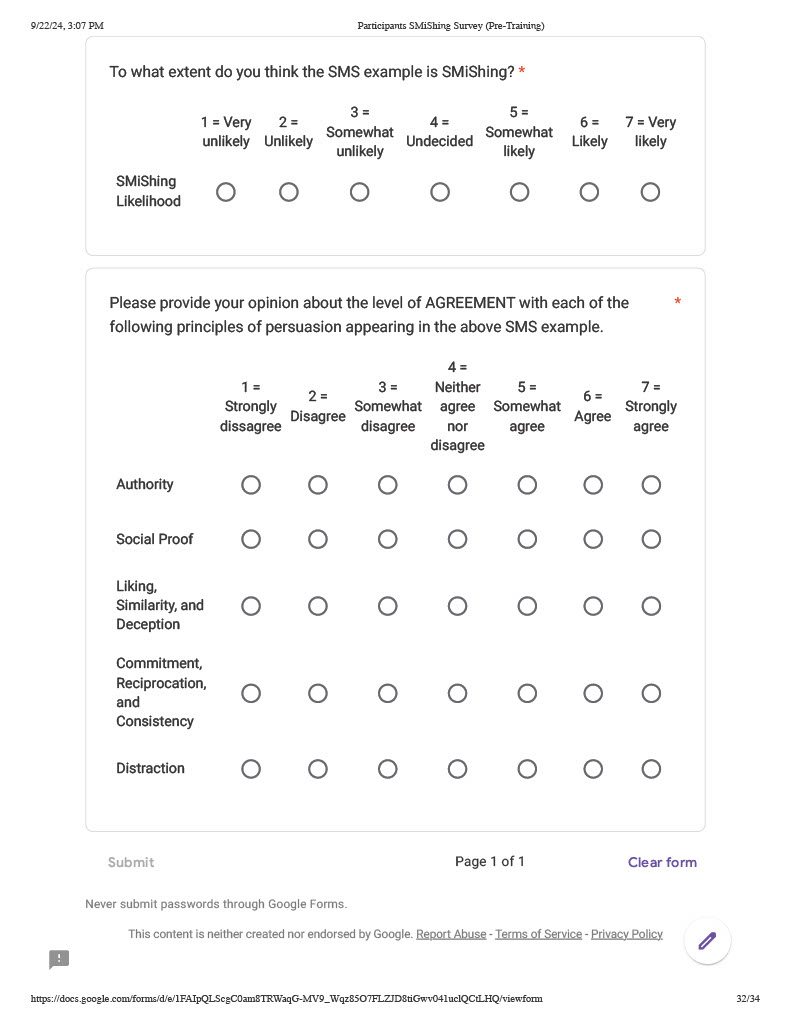 9/22/24, 3:07 PM
Participants SMiShing Survey (Pre-Training)
To what extent do you think the SMS example is SMiShing? *
1 = Very unlikely
2 = Unlikely
3 = Somewhat unlikely
4 = Undecided
5 = Somewhat likely
6 = Likely
7 = Very likely
SMiShing
Likelihood
Please provide your opinion about the level of AGREEMENT with each of the *
following principles of persuasion appearing in the above SMS example.
1 = Strongly dissagree
2 = Disagree
3 = Somewhat disagree
4 = Neither agree nor disagree
5 = Somewhat agree
6 = Agree
7 = Strongly agree
Authority
Social Proof
Liking,
Similarity, and
Deception
Commitment,
Reciprocation,
and
Consistency
Distraction
Submit
Page 1 of 1
Clear form
Never submit passwords through Google Forms.
This content is neither created nor endorsed by Google. Report Abuse - Terms of Service - Privacy Policy
https://docs.google.com/forms/d/e/1FAIpQLScgC0am8TRWaqG-MV9_Wqz85O7FLZJD8tiGwv041uclQCtLHQ/viewform
32/34